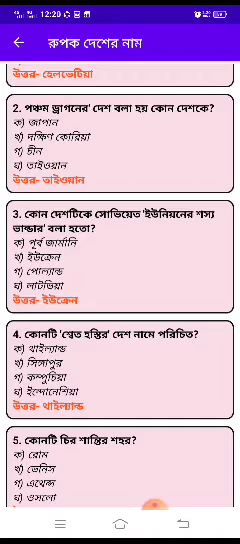 12:20
রুপক দেশের নাম
উত্তর- হেলভেটিয়া
2. পঞ্চম ড্রাগনের' দেশ বলা হয় কোন দেশকে?
ক) জাপান
খ) দক্ষিণ কোরিয়া
গ) চীন
ঘ) তাইওয়ান
উত্তর- তাইওয়ান
3. কোন দেশটিকে সোভিয়েত 'ইউনিয়নের শস্য
ভান্ডার' বলা হতো?
ক) পূর্ব জার্মানি
খ) ইউক্রেন
গ) পোল্যান্ড
ঘ) লাটভিয়া
উত্তর- ইউক্রেন
4. কোনটি 'শ্বেত হস্তির' দেশ নামে পরিচিত?
ক) থাইল্যান্ড
খ) সিঙ্গাপুর
গ) কম্পুচিয়া
ঘ) ইন্দোনেশিয়া
উত্তর- থাইল্যান্ড
5. কোনটি চির শান্তির শহর?
ক) রোম
খ) ভেনিস
গ) এথেন্স
ঘ) ওসলো